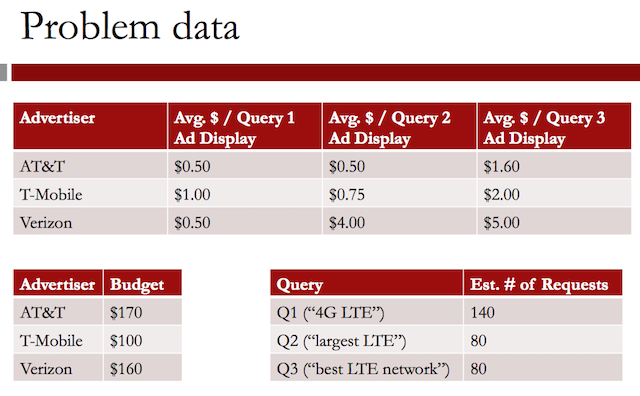 Problem data
Advertiser Avg. $ / Query 1 Avg. $ / Query 2 Avg. $ / Query 3
Ad Display Ad Display Ad Display
AT&T $0.50 $0.50 $1.60
T-Mobile $1.00 $0.75 $2.00
Verizon $0.50 $4.00 $5.00
Advertiser Budget
AT&T $170
T-Mobile $100
Verizon $160
Query Est. # of Requests
Q1 (“4G LTE”) 140
Q2 (“largest LTE”) 80
Q3 (“best LTE network”) 80